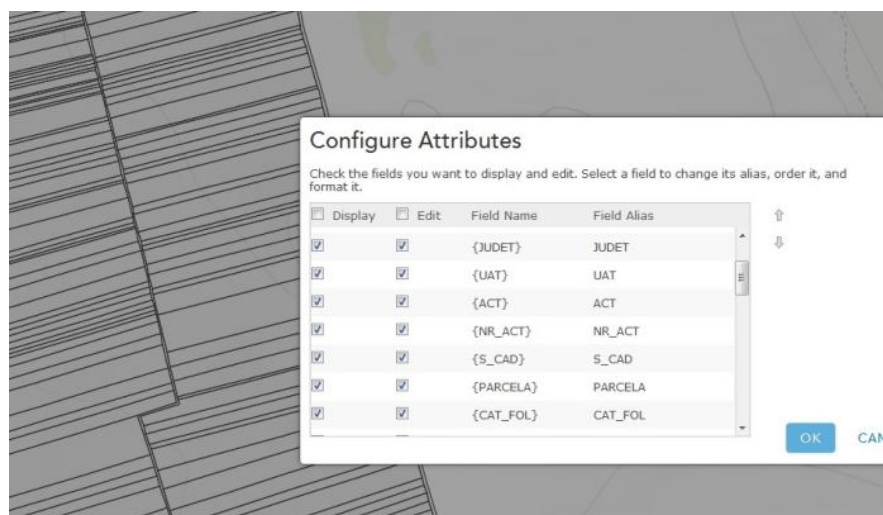 Configure Attributes
Check the fields you want to display and edit. Select a field to change its alias, order it, and
format it.
Display Edit Field Name Field Alias
{JUDET} JUDET
{UAT} UAT
{ACT} ACT
{NR_ACT} NR_ACT
{S_CAD} S_CAD
{PARCELA} PARCELA
{CAT_FOL} CAT_FOL
OK CAN